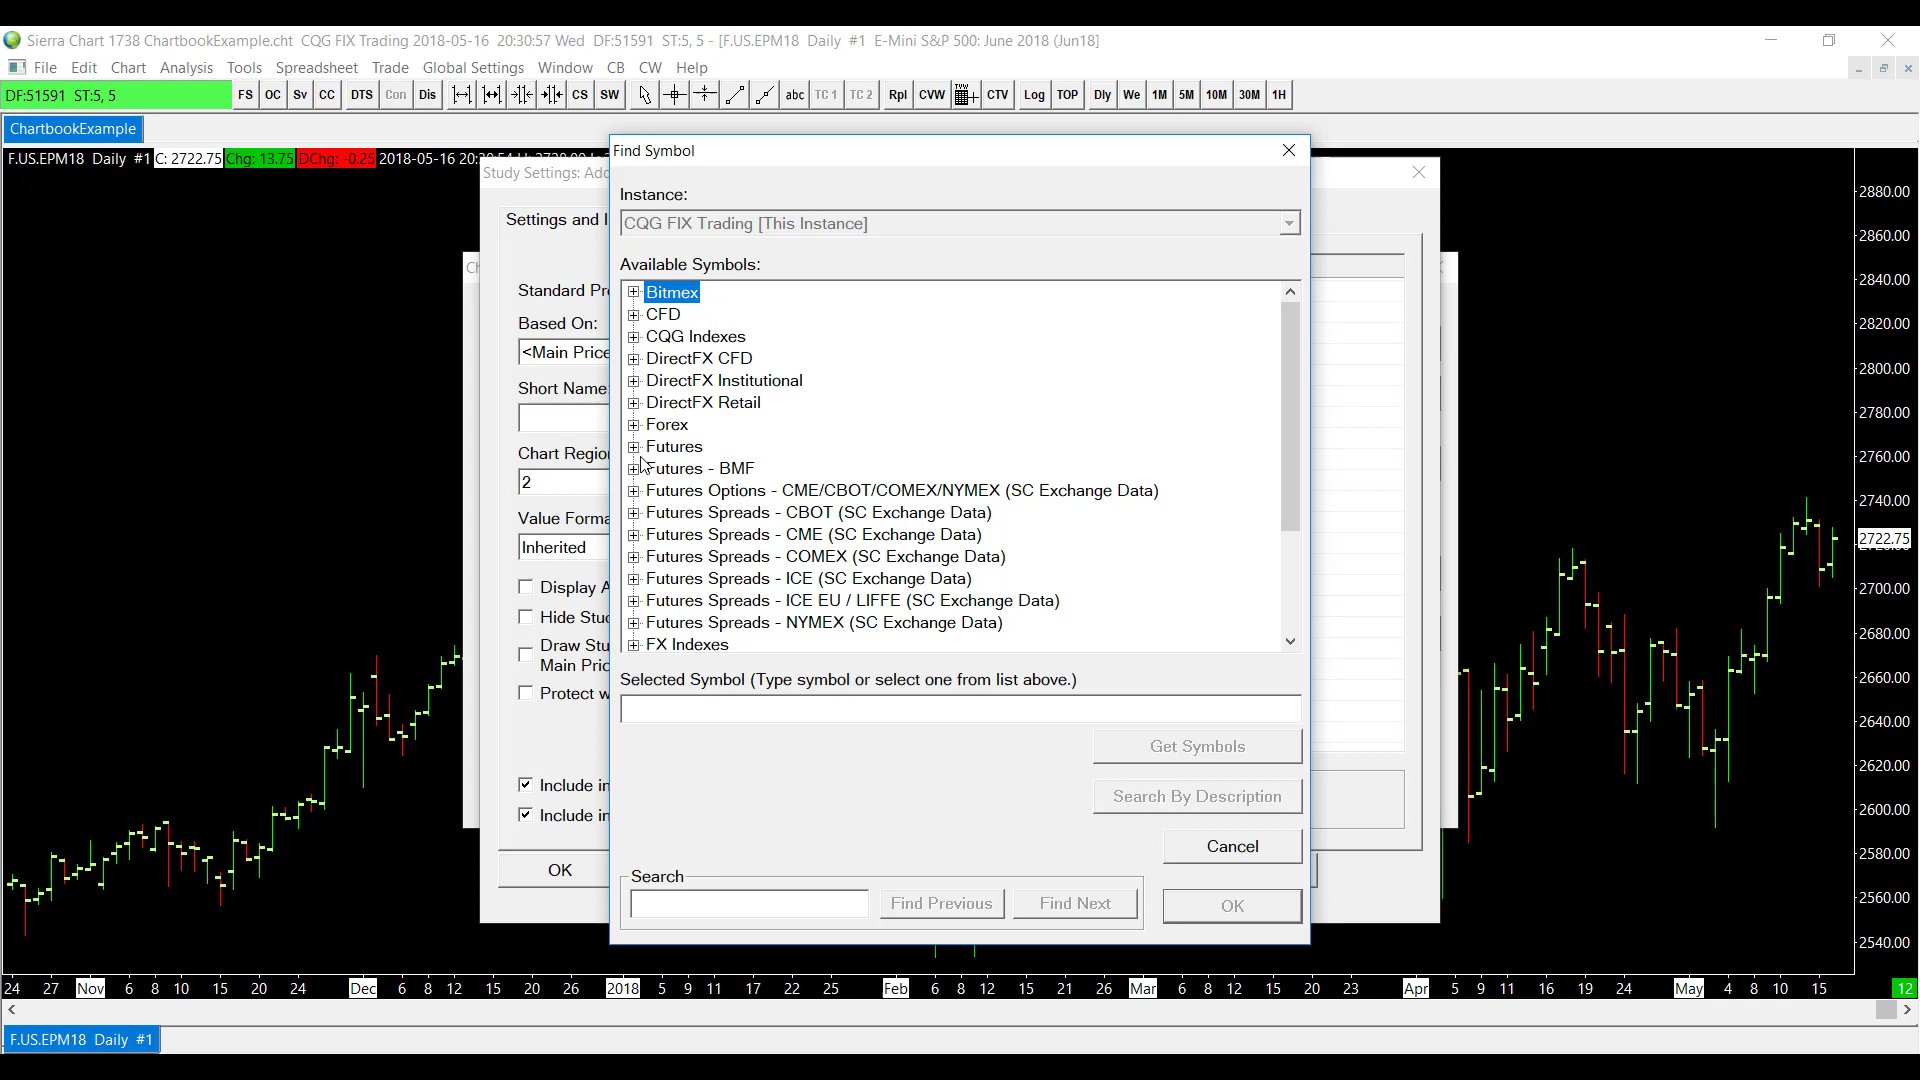 Sierra Chart 1738 ChartbookExample.cht CQG FIX Trading 2018-05-16 20:30:57 Wed DF:51591 ST:5, 5 - [F.US.EPM18 Daily #1 E-Mini S&P 500: June 2018 (Jun18)]
File Edit Chart Analysis Tools Spreadsheet Trade Global Settings Window CB CW Help
DF:51591 ST:5, 5 FS OC Sv CC DTS Con Dis CS SW abc TC 1 TC 2 Rpl CVW CTV Log TOP Dly We 1M 5M 10M 30M 1H
ChartbookExample
F.US.EPM18 Daily #1 C: 2722.75 Chg: 13.75 DChg: -0.25 2018-05-16
Study Settings:
Settings and
Standard
Based On:
<Main Price
Short Name:
Chart Region
2
Value
Inherited
Display
Hide
Draw
Main
Protect
Include
Include
OK
Find Symbol
Instance:
CQG FIX Trading [This Instance]
Available Symbols:
Bitmex
CFD
CQG Indexes
DirectFX CFD
DirectFX Institutional
DirectFX Retail
Forex
Futures
Futures - BMF
Futures Options - CME/CBOT/COMEX/NYMEX (SC Exchange Data)
Futures Spreads - CBOT (SC Exchange Data)
Futures Spreads - CME (SC Exchange Data)
Futures Spreads - COMEX (SC Exchange Data)
Futures Spreads - ICE (SC Exchange Data)
Futures Spreads - ICE EU / LIFFE (SC Exchange Data)
Futures Spreads - NYMEX (SC Exchange Data)
FX Indexes
Selected Symbol (Type symbol or select one from list above.)
Get Symbols
Search By Description
Cancel
Search
Find Previous Find Next OK
2880.00
2860.00
2840.00
2820.00
2800.00
2780.00
2760.00
2740.00
2722.75
2700.00
2680.00
2660.00
2640.00
2620.00
2600.00
2580.00
2560.00
2540.00
24 27 Nov 6 8 10 15 20 24 Dec 6 8 12 15 20 26 2018 5 9 11 17 22 25 Feb 6 8 12 15 21 26 Mar 6 8 12 15 20 23 Apr 5 9 11 16 19 24 May 4 8 10 15 12
F.US.EPM18 Daily #1